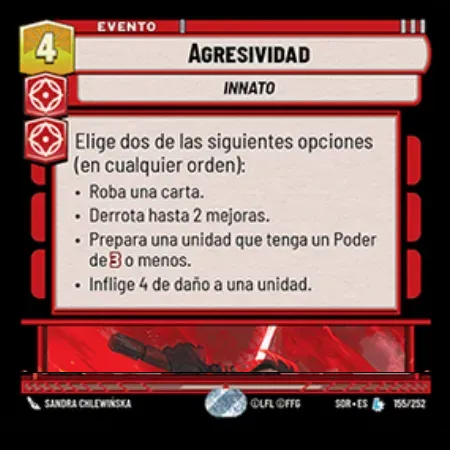 EVENTO
4
AGRESIVIDAD
INNATO
Elige dos de las siguientes opciones
(en cualquier orden):
• Roba una carta.
• Derrota hasta 2 mejoras.
• Prepara una unidad que tenga un Poder
de 3 o menos.
• Inflige 4 de daño a una unidad.
SANDRA CHLEWIŃSKA
ⒸLFL ⒸFFG
SOR • ES
155/252